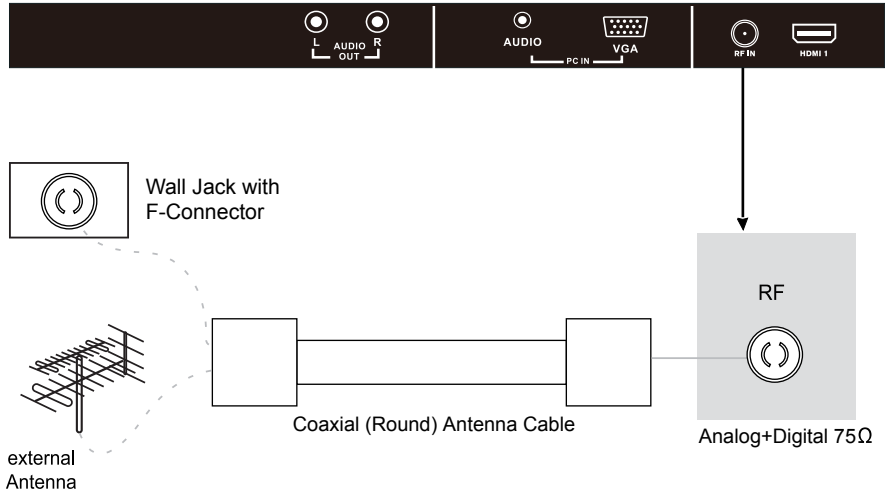 L AUDIO R
OUT
AUDIO
VGA
PC IN
RF IN
HDMI 1
Wall Jack with
F-Connector
RF
Coaxial (Round) Antenna Cable
Analog+Digital 75Ω
external
Antenna